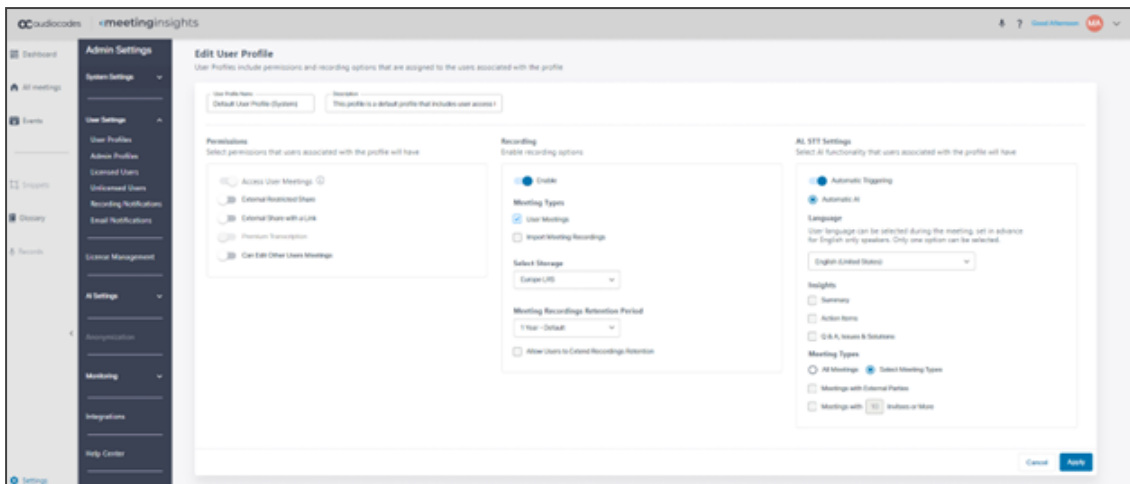 audiocodes meetinginsights
? Good Afternoon MA
Dashboard
All meetings
Events
Snippets
Glossary
Records
Settings
Admin Settings
System Settings
User Settings
User Profiles
Admin Profiles
Licensed Users
Unlicensed Users
Recording Notifications
Email Notifications
License Management
AI Settings
Anonymization
Monitoring
Integrations
Help Center
Edit User Profile
User Profiles include permissions and recording options that are assigned to the users associated with the profile
User Profile Name
Default User Profile (System)
Description
This profile is a default profile that includes user access t
Permissions
Select permissions that users associated with the profile will have
Access User Meetings
External Restricted Share
External Share with a Link
Premium Transcription
Can Edit Other Users Meetings
Recording
Enable recording options
Enable
Meeting Types
User Meetings
Import Meeting Recordings
Select Storage
Europe LRS
Meeting Recordings Retention Period
1 Year - Default
Allow Users to Extend Recordings Retention
AI, STT Settings
Select AI functionality that users associated with the profile will have
Automatic Triggering
Automatic AI
Language
User language can be selected during the meeting, set in advance
for English only speakers. Only one option can be selected.
English (United States)
Insights
Summary
Action Items
Q & A, Issues & Solutions
Meeting Types
All Meetings Select Meeting Types
Meetings with External Parties
Meetings with 10 Invitees or More
Cancel Apply